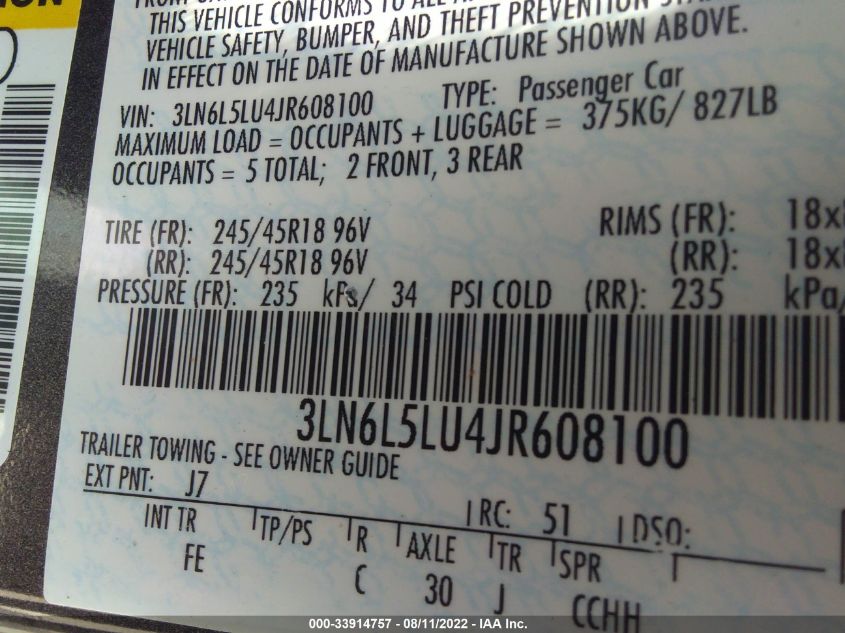 THIS VEHICLE CONFORMS TO ALL
VEHICLE SAFETY, BUMPER, AND THEFT PREVENTION
IN EFFECT ON THE DATE OF MANUFACTURE SHOWN ABOVE.
VIN: 3LN6L5LU4JR608100 TYPE: Passenger Car
MAXIMUM LOAD = OCCUPANTS + LUGGAGE = 375KG/ 827LB
OCCUPANTS = 5 TOTAL; 2 FRONT, 3 REAR
TIRE (FR): 245/45R18 96V RIMS (FR): 18x
(RR): 245/45R18 96V (RR): 18x
PRESSURE (FR): 235 kPa/ 34 PSI COLD (RR): 235 kPa/
3LN6L5LU4JR608100
TRAILER TOWING - SEE OWNER GUIDE
EXT PNT: J7 RC: 51 DSO:
INT TR TP/PS R AXLE TR SPR
FE C 30 J CCHH
000-33914757 - 08/11/2022 - IAA Inc.